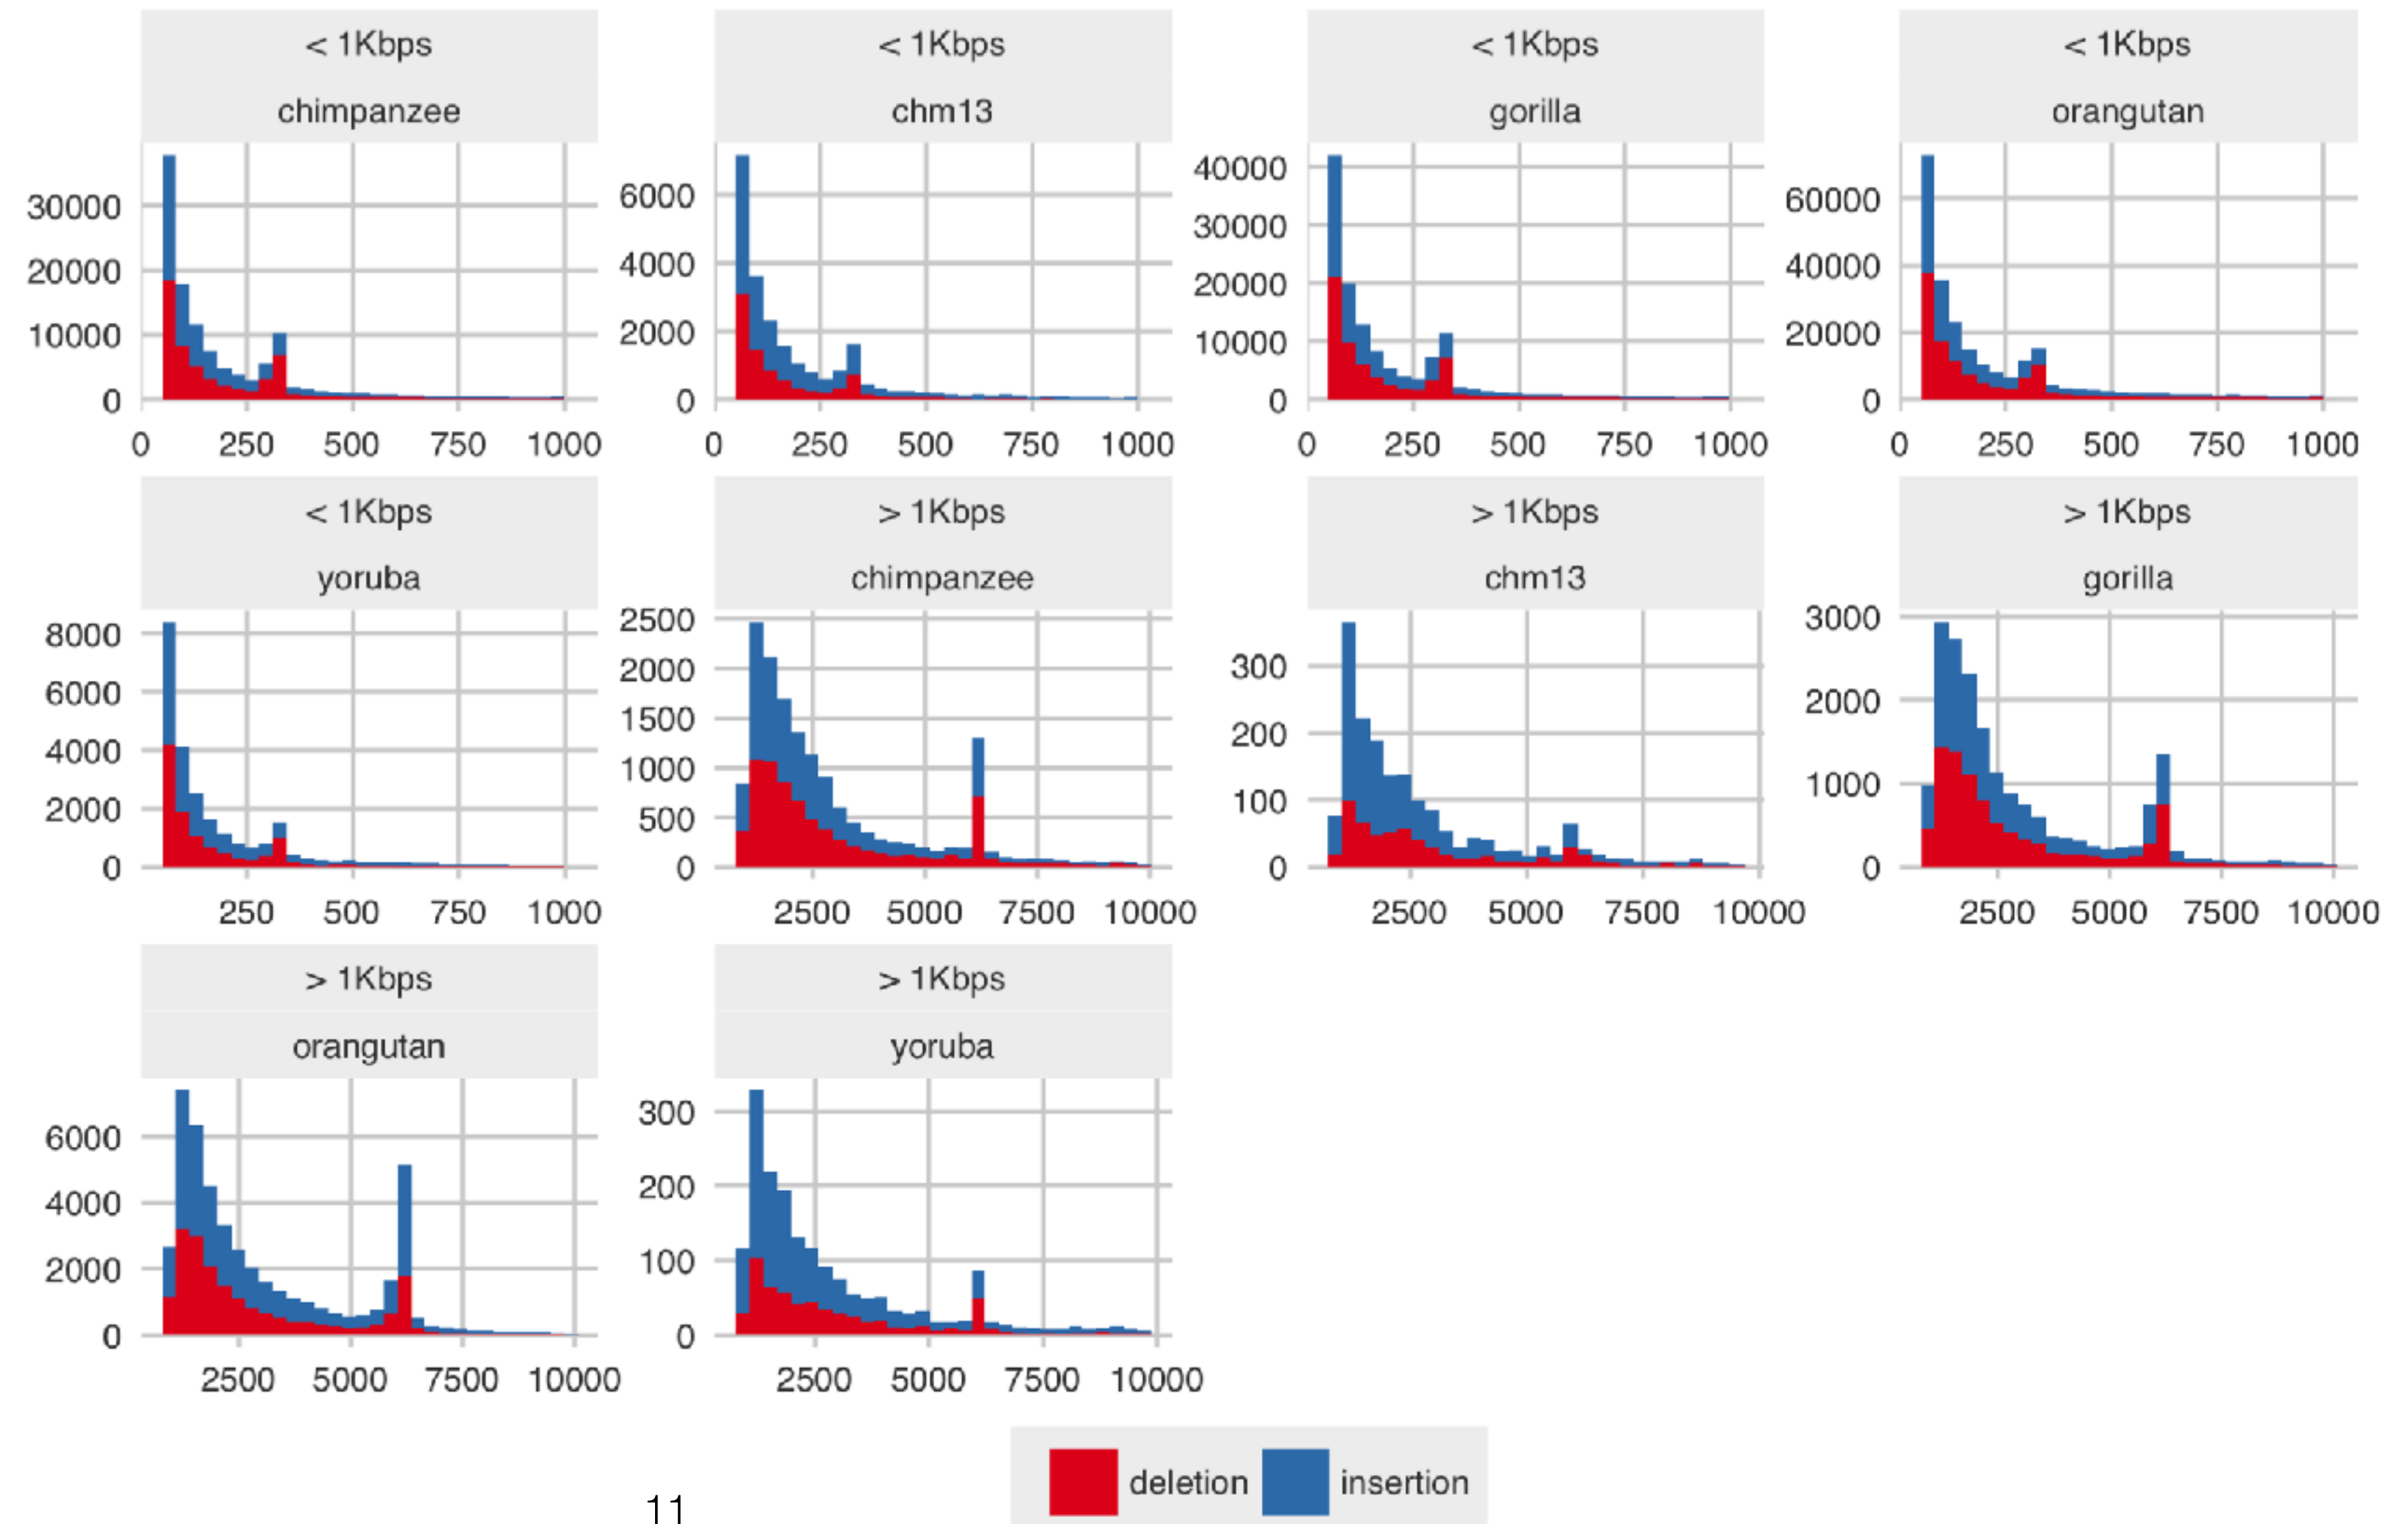 < 1Kbps < 1Kbps < 1Kbps < 1Kbps
chimpanzee chm13 gorilla orangutan
30000
20000
10000
0
0 250 500 750 1000
6000
4000
2000
0
0 250 500 750 1000
40000
30000
20000
10000
0
0 250 500 750 1000
60000
40000
20000
0
0 250 500 750 1000
< 1Kbps > 1Kbps > 1Kbps > 1Kbps
yoruba chimpanzee chm13 gorilla
8000
6000
4000
2000
0
250 500 750 1000
2500
2000
1500
1000
500
0
2500 5000 7500 10000
300
200
100
0
2500 5000 7500 10000
3000
2000
1000
0
2500 5000 7500 10000
> 1Kbps > 1Kbps
orangutan yoruba
6000
4000
2000
0
2500 5000 7500 10000
300
200
100
0
2500 5000 7500 10000
deletion insertion
11